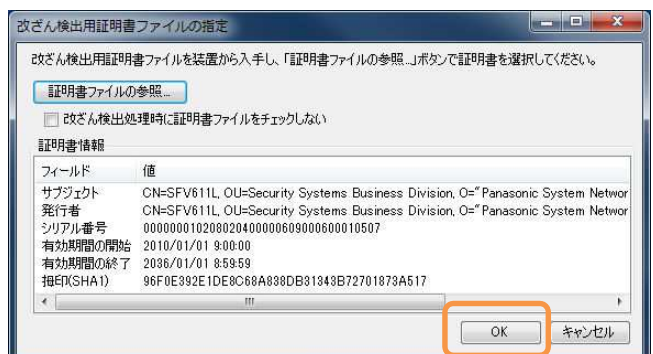 改ざん検出用証明書ファイルの指定
改ざん検出用証明書ファイルを装置から入手し、「証明書ファイルの参照...」ボタンで証明書を選択してください。
証明書ファイルの参照...
改ざん検出処理時に証明書ファイルをチェックしない
証明書情報
フィールド 値
サブジェクト CN=SFV611L, OU=Security Systems Business Division, O="Panasonic System Networ
発行者 CN=SFV611L, OU=Security Systems Business Division, O="Panasonic System Networ
シリアル番号 00000001020802040000060900060001050​7
有効期間の開始 2010/01/01 9:00:00
有効期間の終了 2036/01/01 8:59:59
拇印(SHA1) 96F0E392E1DE8C68A838DB31343B72701873A517
OK キャンセル